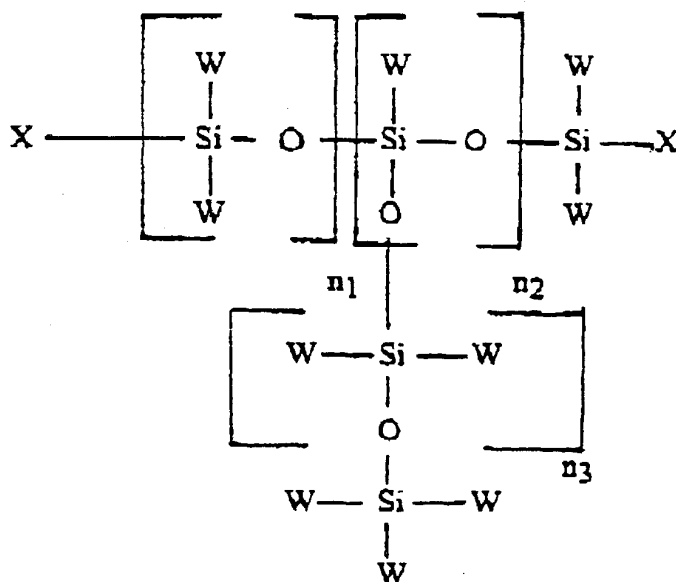 W W W
X Si O Si O Si X
W O W
n1 n2
W Si W
O
n3
W Si W
W